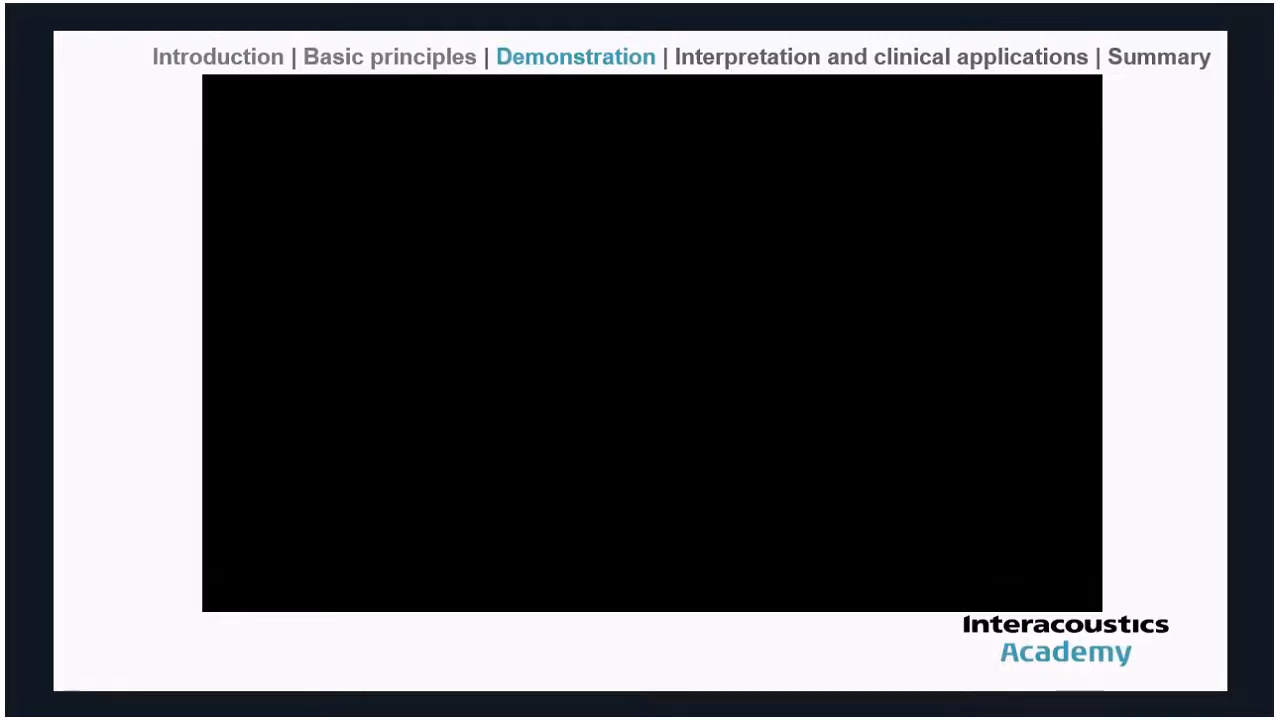 Introduction | Basic principles | Demonstration | Interpretation and clinical applications | Summary
Interacoustics
Academy